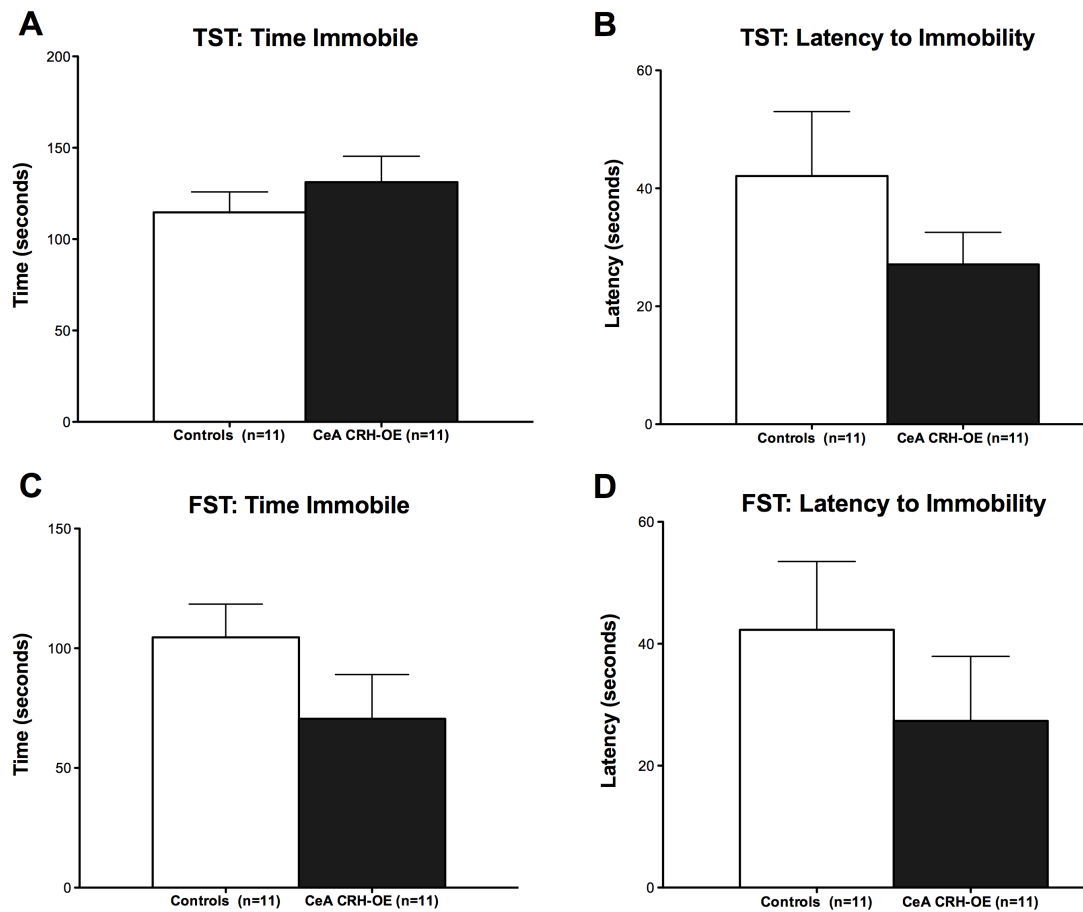 A
TST: Time Immobile
Time (seconds)
200
150
100
50
0
Controls (n=11)
CeA CRH-OE (n=11)
B
TST: Latency to Immobility
Latency (seconds)
60
40
20
0
Controls (n=11)
CeA CRH-OE (n=11)
C
FST: Time Immobile
Time (seconds)
150
100
50
0
Controls (n=11)
CeA CRH-OE (n=11)
D
FST: Latency to Immobility
Latency (seconds)
60
40
20
0
Controls (n=11)
CeA CRH-OE (n=11)